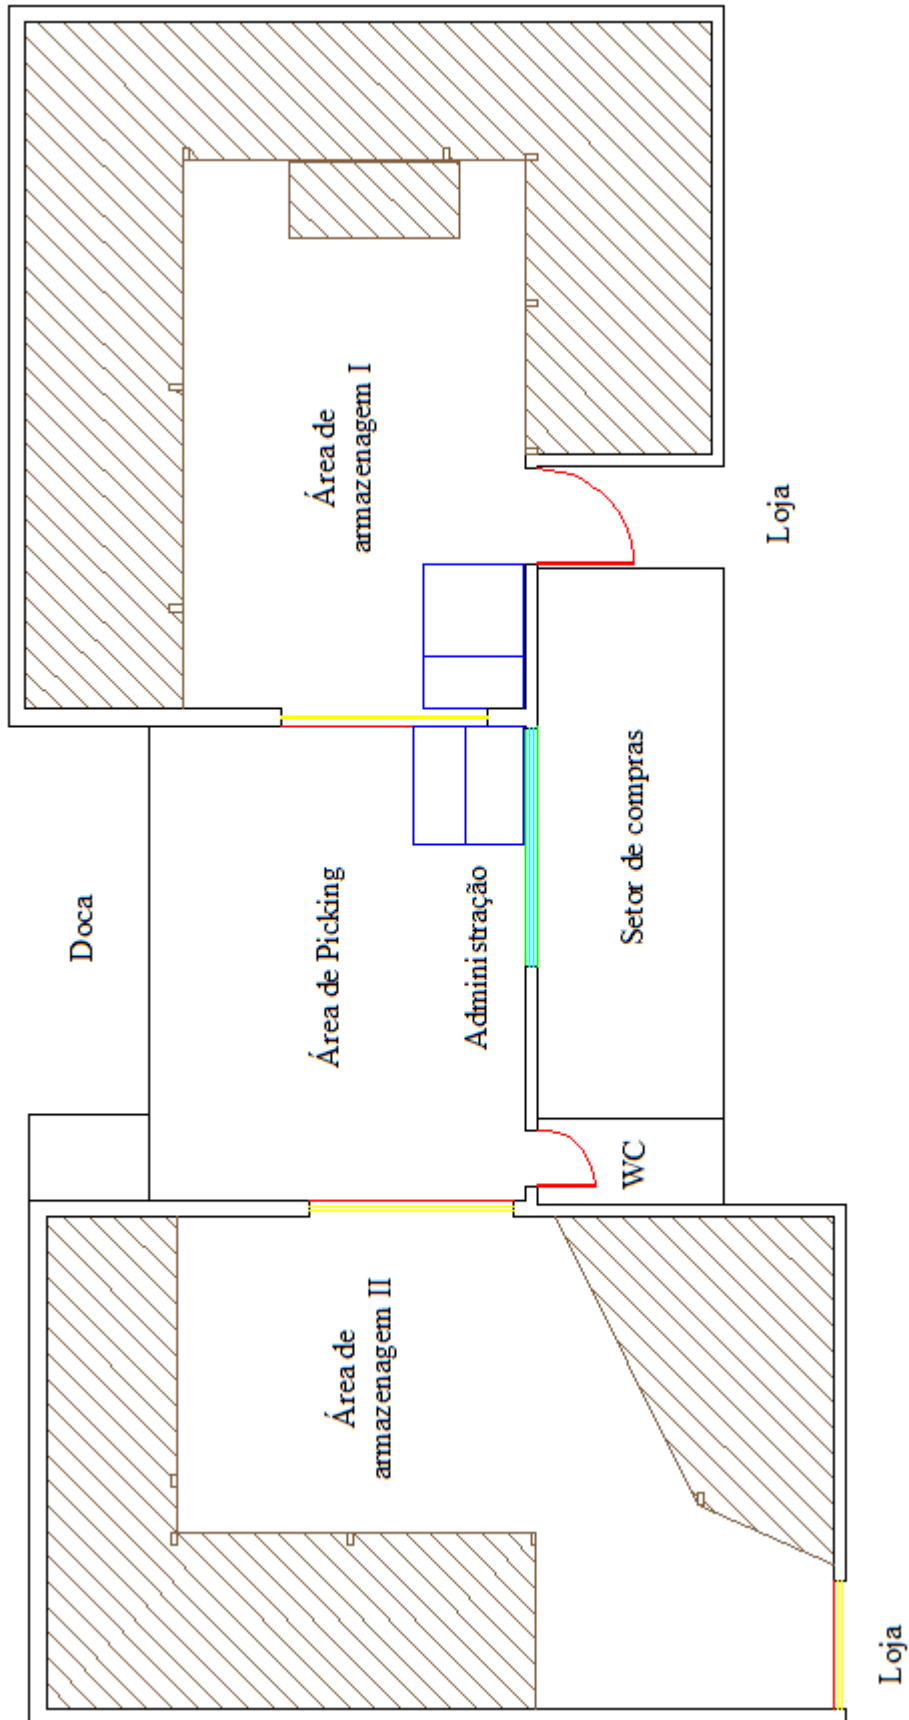 Doca
Área de
armazenagem II
Área de Picking
Área de
armazenagem I
Administração
WC
Setor de compras
Loja
Loja